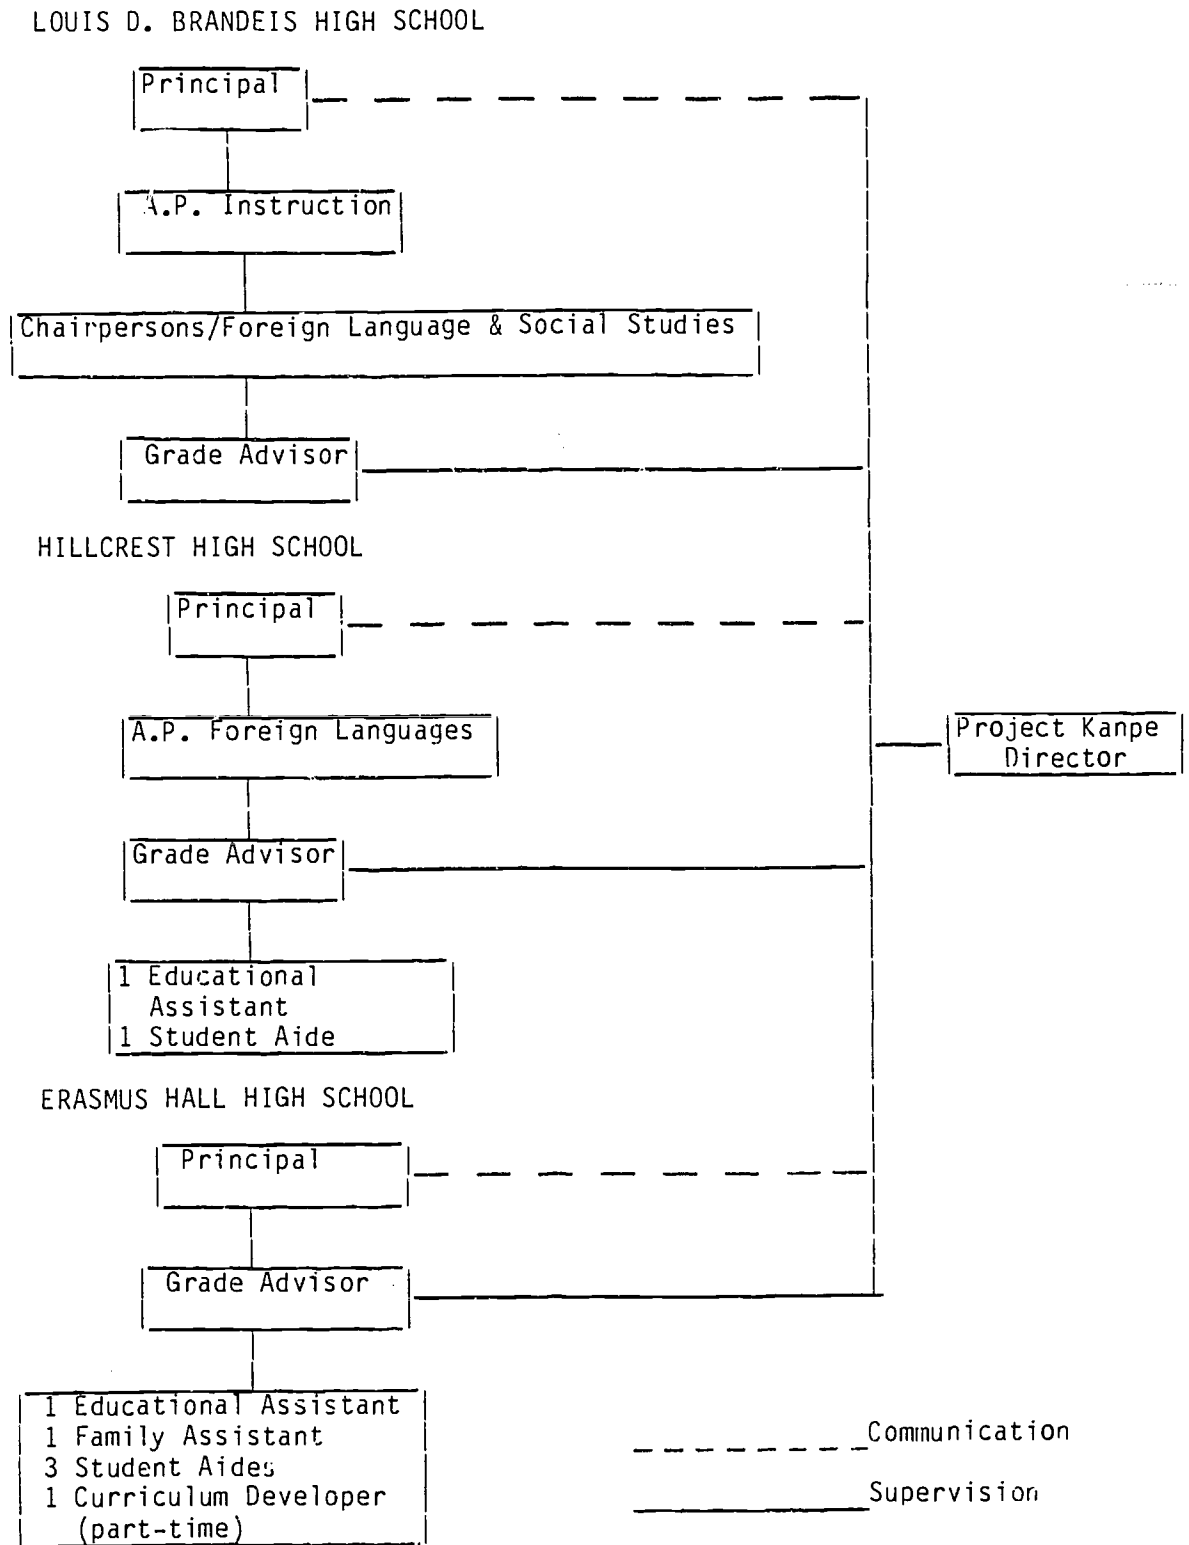 LOUIS D. BRANDEIS HIGH SCHOOL
Principal
A.P. Instruction
Chairpersons/Foreign Language & Social Studies
Grade Advisor
HILLCREST HIGH SCHOOL
Principal
A.P. Foreign Languages
Project Kanpe
Director
Grade Advisor
1 Educational
Assistant
1 Student Aide
ERASMUS HALL HIGH SCHOOL
Principal
Grade Advisor
1 Educational Assistant
1 Family Assistant
3 Student Aides
1 Curriculum Developer
(part-time)
Communication
Supervision